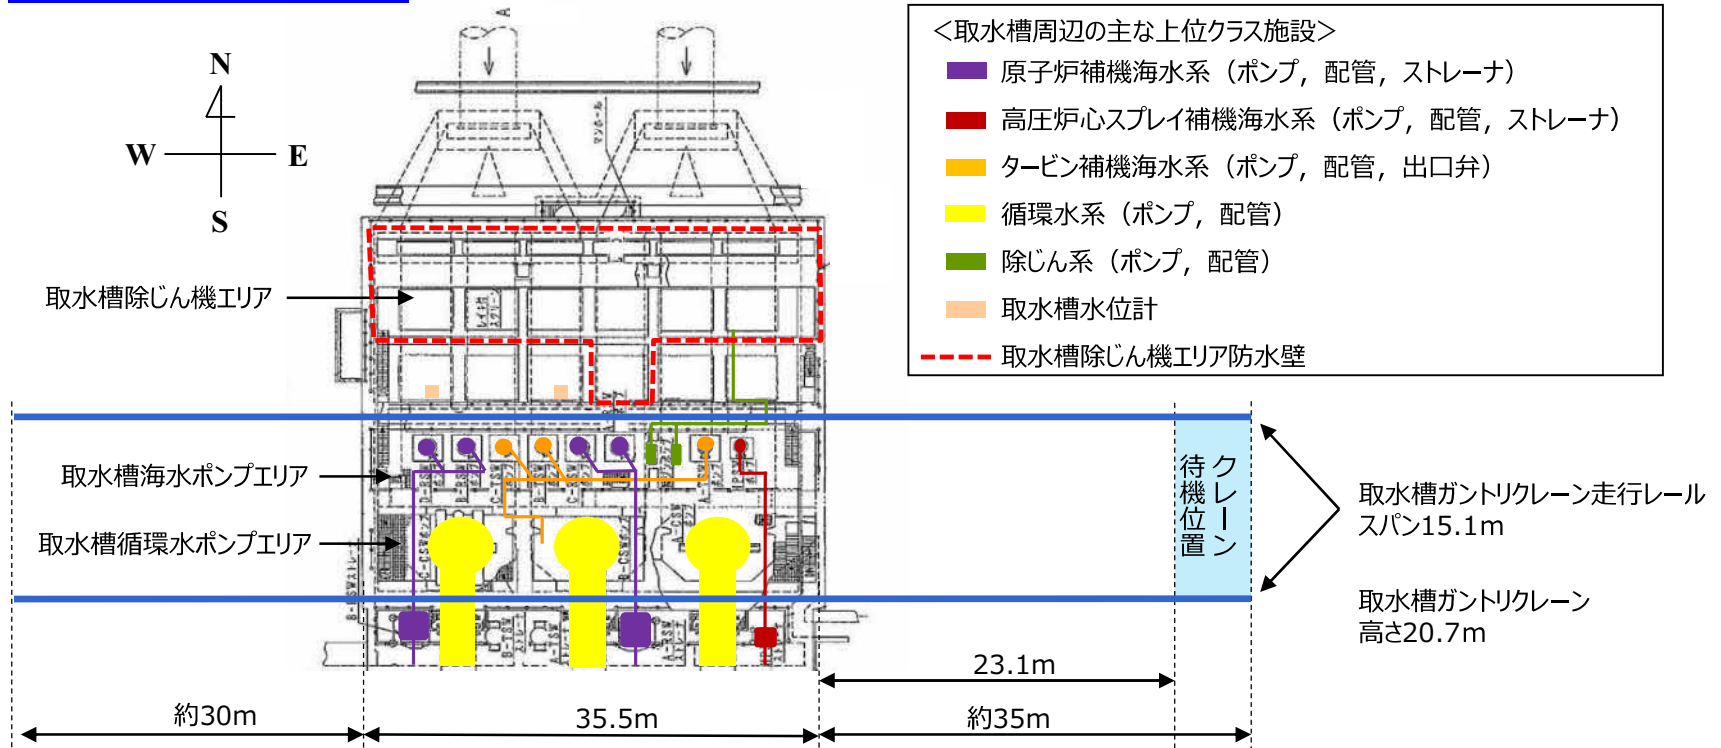 A
N
W
E
S
＜取水槽周辺の主な上位クラス施設＞
原子炉補機海水系（ポンプ，配管，ストレーナ）
高圧炉心スプレイ補機海水系（ポンプ，配管，ストレーナ）
タービン補機海水系（ポンプ，配管，出口弁）
循環水系（ポンプ，配管）
除じん系（ポンプ，配管）
取水槽水位計
取水槽除じん機エリア防水壁
マンホール
取水槽除じん機エリア
取水槽海水ポンプエリア
取水槽循環水ポンプエリア
クレーン
待機位置
取水槽ガントリクレーン走行レール
スパン15.1m
取水槽ガントリクレーン
高さ20.7m
23.1m
約30m
35.5m
約35m